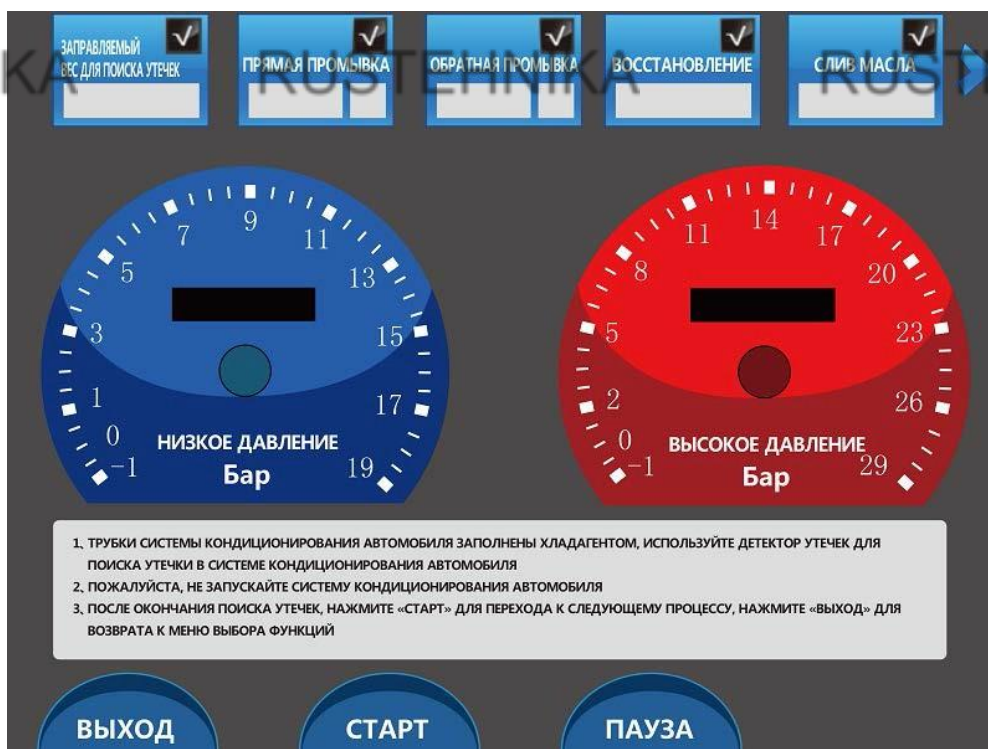 ЗАПРАВЛЯЕМЫЙ
ВЕС ДЛЯ ПОИСКА УТЕЧЕК
ПРЯМАЯ ПРОМЫВКА
ОБРАТНАЯ ПРОМЫВКА
ВОССТАНОВЛЕНИЕ
СЛИВ МАСЛА
RUSTEHNIKA
-1
0
1
3
5
7
9
11
13
15
17
19
НИЗКОЕ ДАВЛЕНИЕ
Бар
-1
0
2
5
8
11
14
17
20
23
26
29
ВЫСОКОЕ ДАВЛЕНИЕ
Бар
1、ТРУБКИ СИСТЕМЫ КОНДИЦИОНИРОВАНИЯ АВТОМОБИЛЯ ЗАПОЛНЕНЫ ХЛАДАГЕНТОМ, ИСПОЛЬЗУЙТЕ ДЕТЕКТОР УТЕЧЕК ДЛЯ
ПОИСКА УТЕЧКИ В СИСТЕМЕ КОНДИЦИОНИРОВАНИЯ АВТОМОБИЛЯ
2、ПОЖАЛУЙСТА, НЕ ЗАПУСКАЙТЕ СИСТЕМУ КОНДИЦИОНИРОВАНИЯ АВТОМОБИЛЯ
3、ПОСЛЕ ОКОНЧАНИЯ ПОИСКА УТЕЧЕК, НАЖМИТЕ «СТАРТ» ДЛЯ ПЕРЕХОДА К СЛЕДУЮЩЕМУ ПРОЦЕССУ, НАЖМИТЕ «ВЫХОД» ДЛЯ
ВОЗВРАТА К МЕНЮ ВЫБОРА ФУНКЦИЙ
ВЫХОД
СТАРТ
ПАУЗА